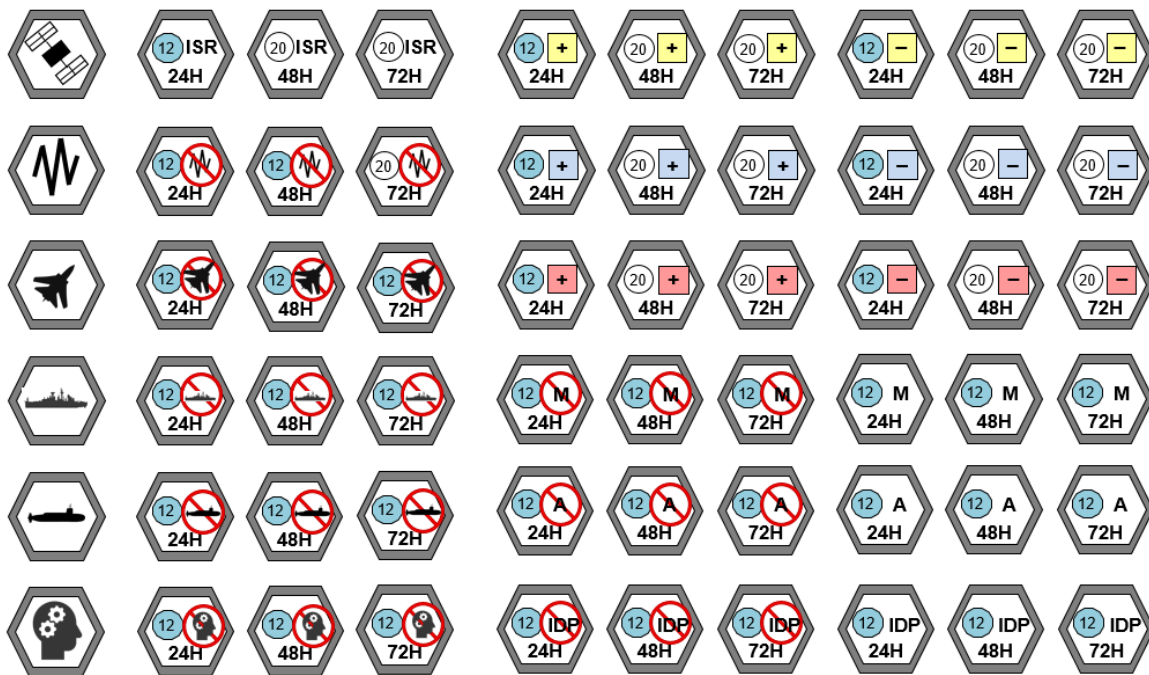 12 ISR 20 ISR 20 ISR 12 + 20 + 20 + 12 − 20 − 20 −
24H 48H 72H 24H 48H 72H 24H 48H 72H
12 12 20 12 + 20 + 20 + 12 − 20 − 20 −
24H 48H 72H 24H 48H 72H 24H 48H 72H
12 12 12 12 + 20 + 20 + 12 − 20 − 20 −
24H 48H 72H 24H 48H 72H 24H 48H 72H
12 12 12 12 M 12 M 12 M 12 M 12 M 12 M
24H 48H 72H 24H 48H 72H 24H 48H 72H
12 12 12 12 A 12 A 12 A 12 A 12 A 12 A
24H 48H 72H 24H 48H 72H 24H 48H 72H
12 12 12 12 IDP 12 IDP 12 IDP 12 IDP 12 IDP 12 IDP
24H 48H 72H 24H 48H 72H 24H 48H 72H